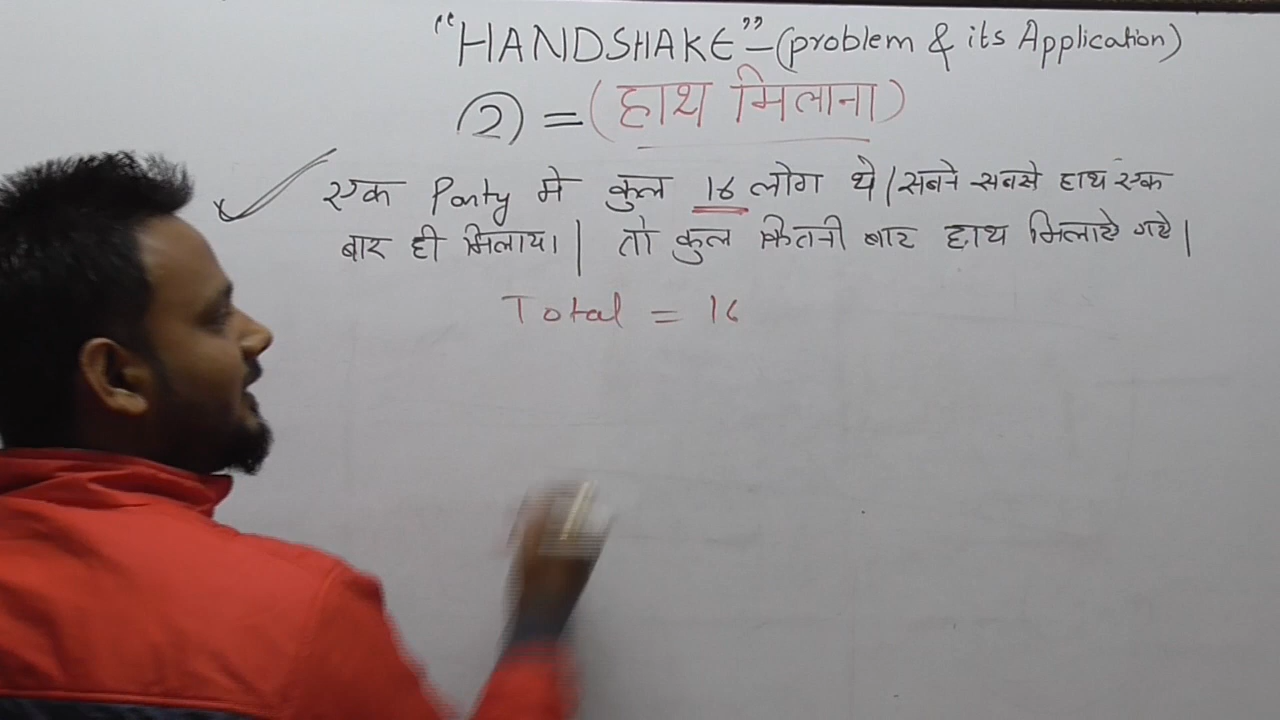 "HANDSHAKE" – (problem & its Application)
② = (हाथ मिलाना)
एक Party मे कुल 16 लोग थे| सबने सबसे हाथ एक
बार ही मिलाया।| तो कुल कितनी बार हाथ मिलाये गये|
Total = 16